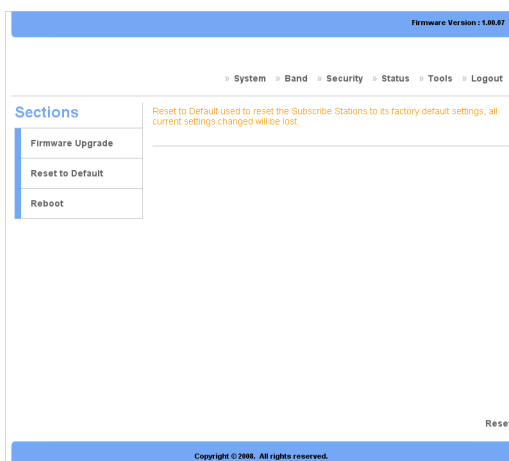 Firmware Version : 1.00.07
» System » Band » Security » Status » Tools » Logout
Sections
Firmware Upgrade
Reset to Default
Reboot
Reset to Default used to reset the Subscribe Stations to its factory default settings, all
current settings changed will be lost.
Reset
Copyright © 2008. All rights reserved.